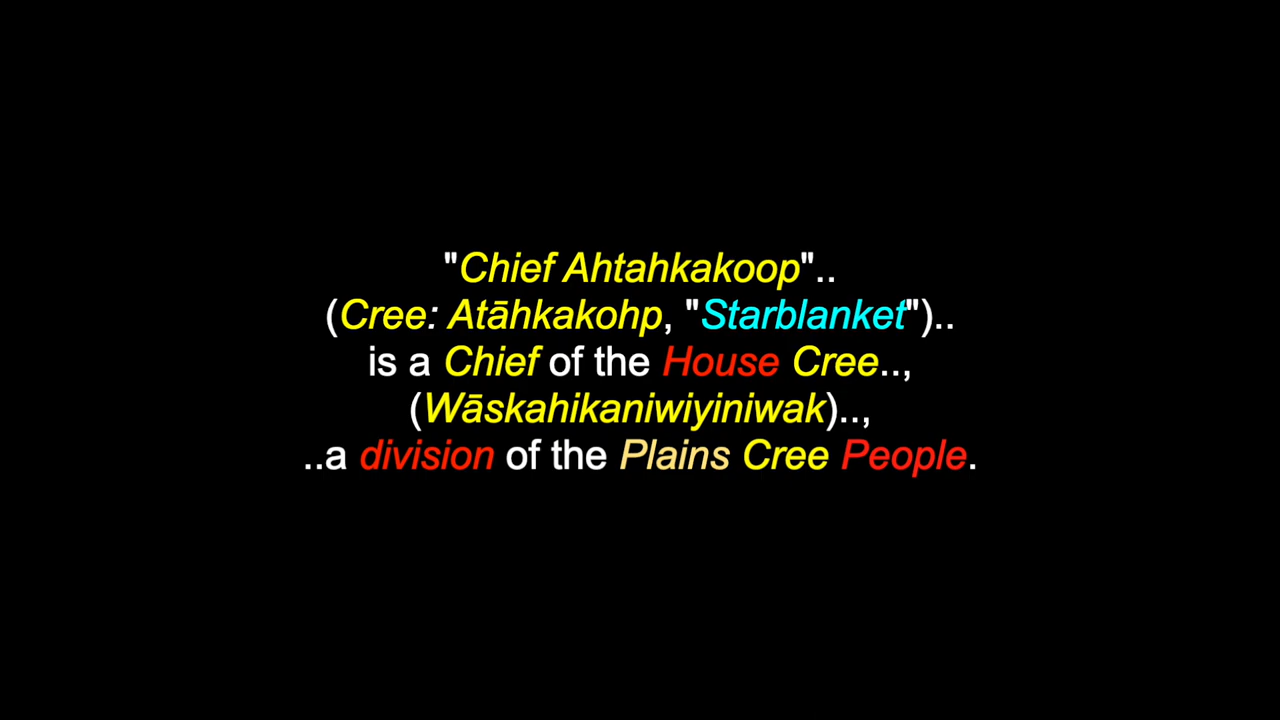 "Chief Ahtahkakoop"..
(Cree: Atāhkakohp, "Starblanket")..
is a Chief of the House Cree..,
(Wāskahikaniwiyiniwak)..,
..a division of the Plains Cree People.